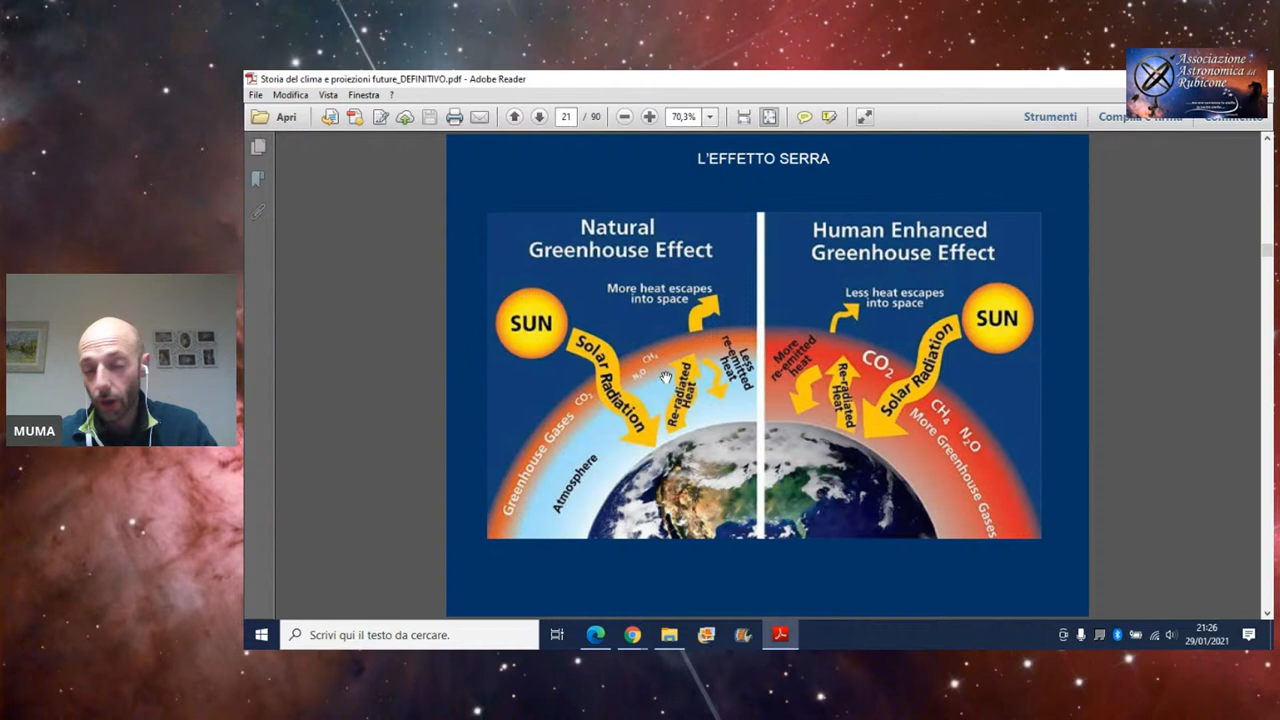 Associazione
Astronomica del
Rubicone
Storia del clima e proiezioni future_DEFINITIVO.pdf - Adobe Reader
File Modifica Vista Finestra ?
Apri
21 / 90
70,3%
Strumenti
L'EFFETTO SERRA
Natural
Greenhouse Effect
More heat escapes
into space
SUN
Solar Radiation
Re-radiated
Heat
Less
re-emitted
heat
N2O CH4
CO2
Greenhouse Gases
Atmosphere
Human Enhanced
Greenhouse Effect
Less heat escapes
into space
SUN
Solar Radiation
More
re-emitted
heat
Re-radiated
Heat
CO2
CH4 N2O
More Greenhouse Gases
MUMA
Scrivi qui il testo da cercare.
21:26
29/01/2021